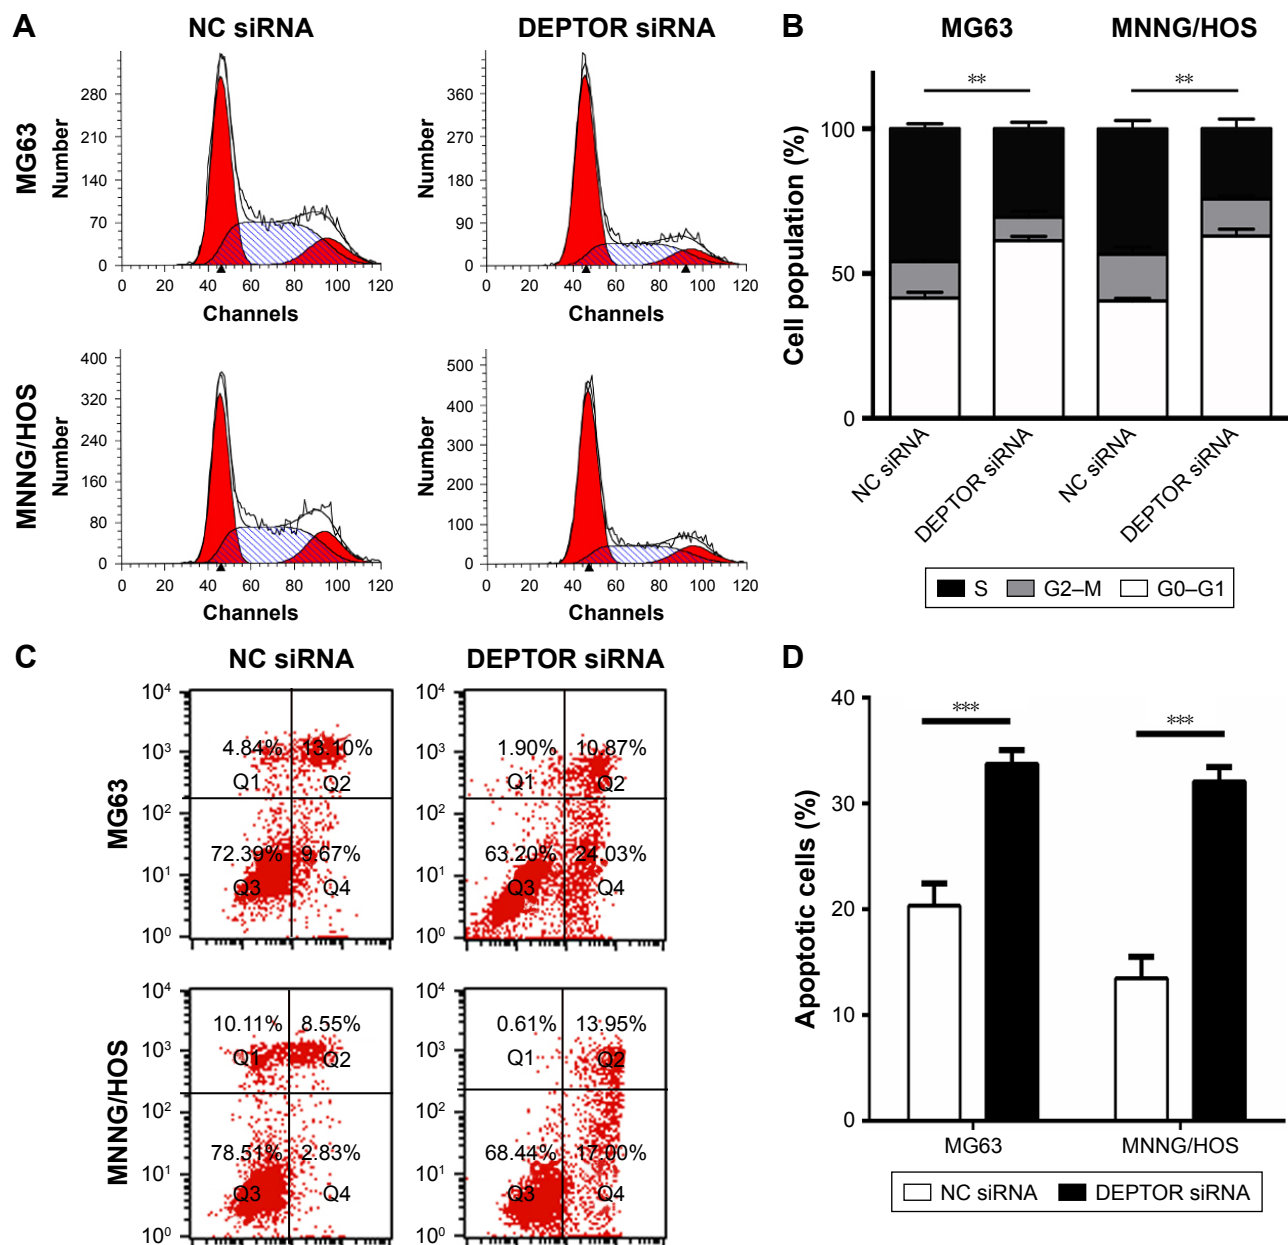 A
NC siRNA
DEPTOR siRNA
MG63
Number
280
210
140
70
0
0 20 40 60 80 100 120
Channels
Number
360
270
180
90
0
0 20 40 60 80 100 120
Channels
MNNG/HOS
Number
400
320
240
160
80
0
0 20 40 60 80 100 120
Channels
Number
500
400
300
200
100
0
0 20 40 60 80 100 120
Channels
B
MG63
MNNG/HOS
** **
Cell population (%)
100
50
0
NC siRNA
DEPTOR siRNA
NC siRNA
DEPTOR siRNA
S G2–M G0–G1
C
NC siRNA
DEPTOR siRNA
MG63
10⁴
10³
10²
10¹
10⁰
4.84% 13.10%
Q1 Q2
72.39% 9.67%
Q3 Q4
10⁴
10³
10²
10¹
10⁰
1.90% 10.87%
Q1 Q2
63.20% 24.03%
Q3 Q4
MNNG/HOS
10⁴
10³
10²
10¹
10⁰
10.11% 8.55%
Q1 Q2
78.51% 2.83%
Q3 Q4
10⁴
10³
10²
10¹
10⁰
0.61% 13.95%
Q1 Q2
68.44% 17.00%
Q3 Q4
D
*** ***
Apoptotic cells (%)
40
30
20
10
0
MG63 MNNG/HOS
NC siRNA DEPTOR siRNA